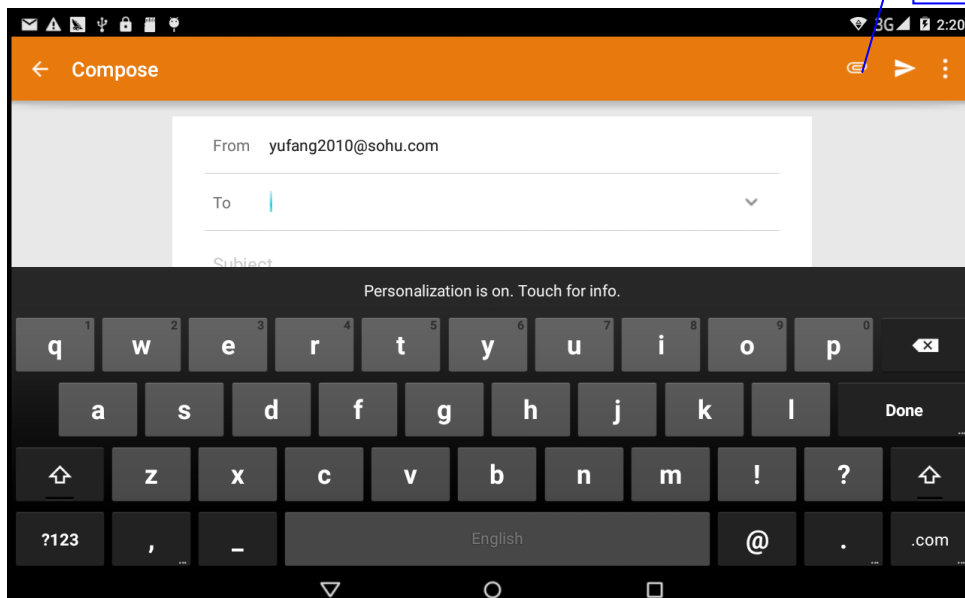 3G 2:20
Compose
From yufang2010@sohu.com
To
Subject
Personalization is on. Touch for info.
q 1 w 2 e 3 r 4 t 5 y 6 u 7 i 8 o 9 p 0
a s d f g h j k l Done
z x c v b n m ! ?
?123 , _ English @ . .com